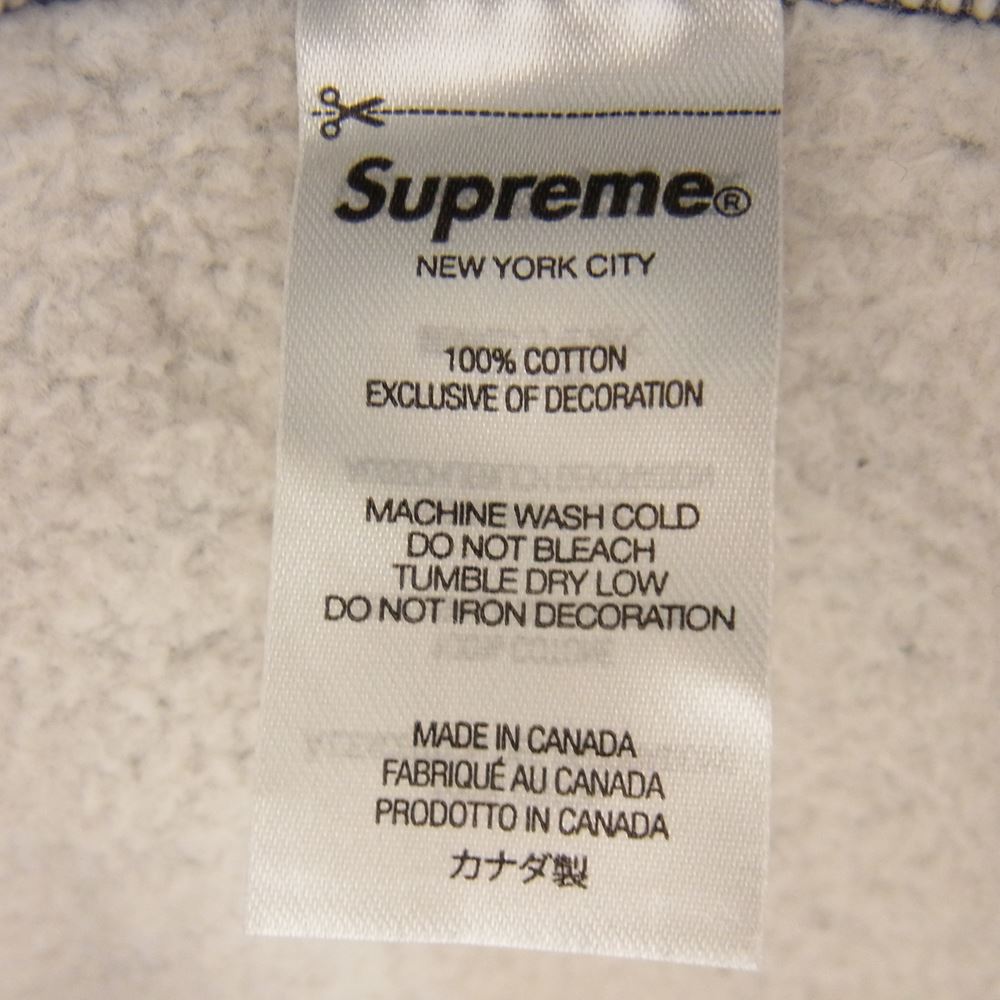 Supreme®
NEW YORK CITY
100% COTTON
EXCLUSIVE OF DECORATION
MACHINE WASH COLD
DO NOT BLEACH
TUMBLE DRY LOW
DO NOT IRON DECORATION
MADE IN CANADA
FABRIQUÉ AU CANADA
PRODOTTO IN CANADA
カナダ製